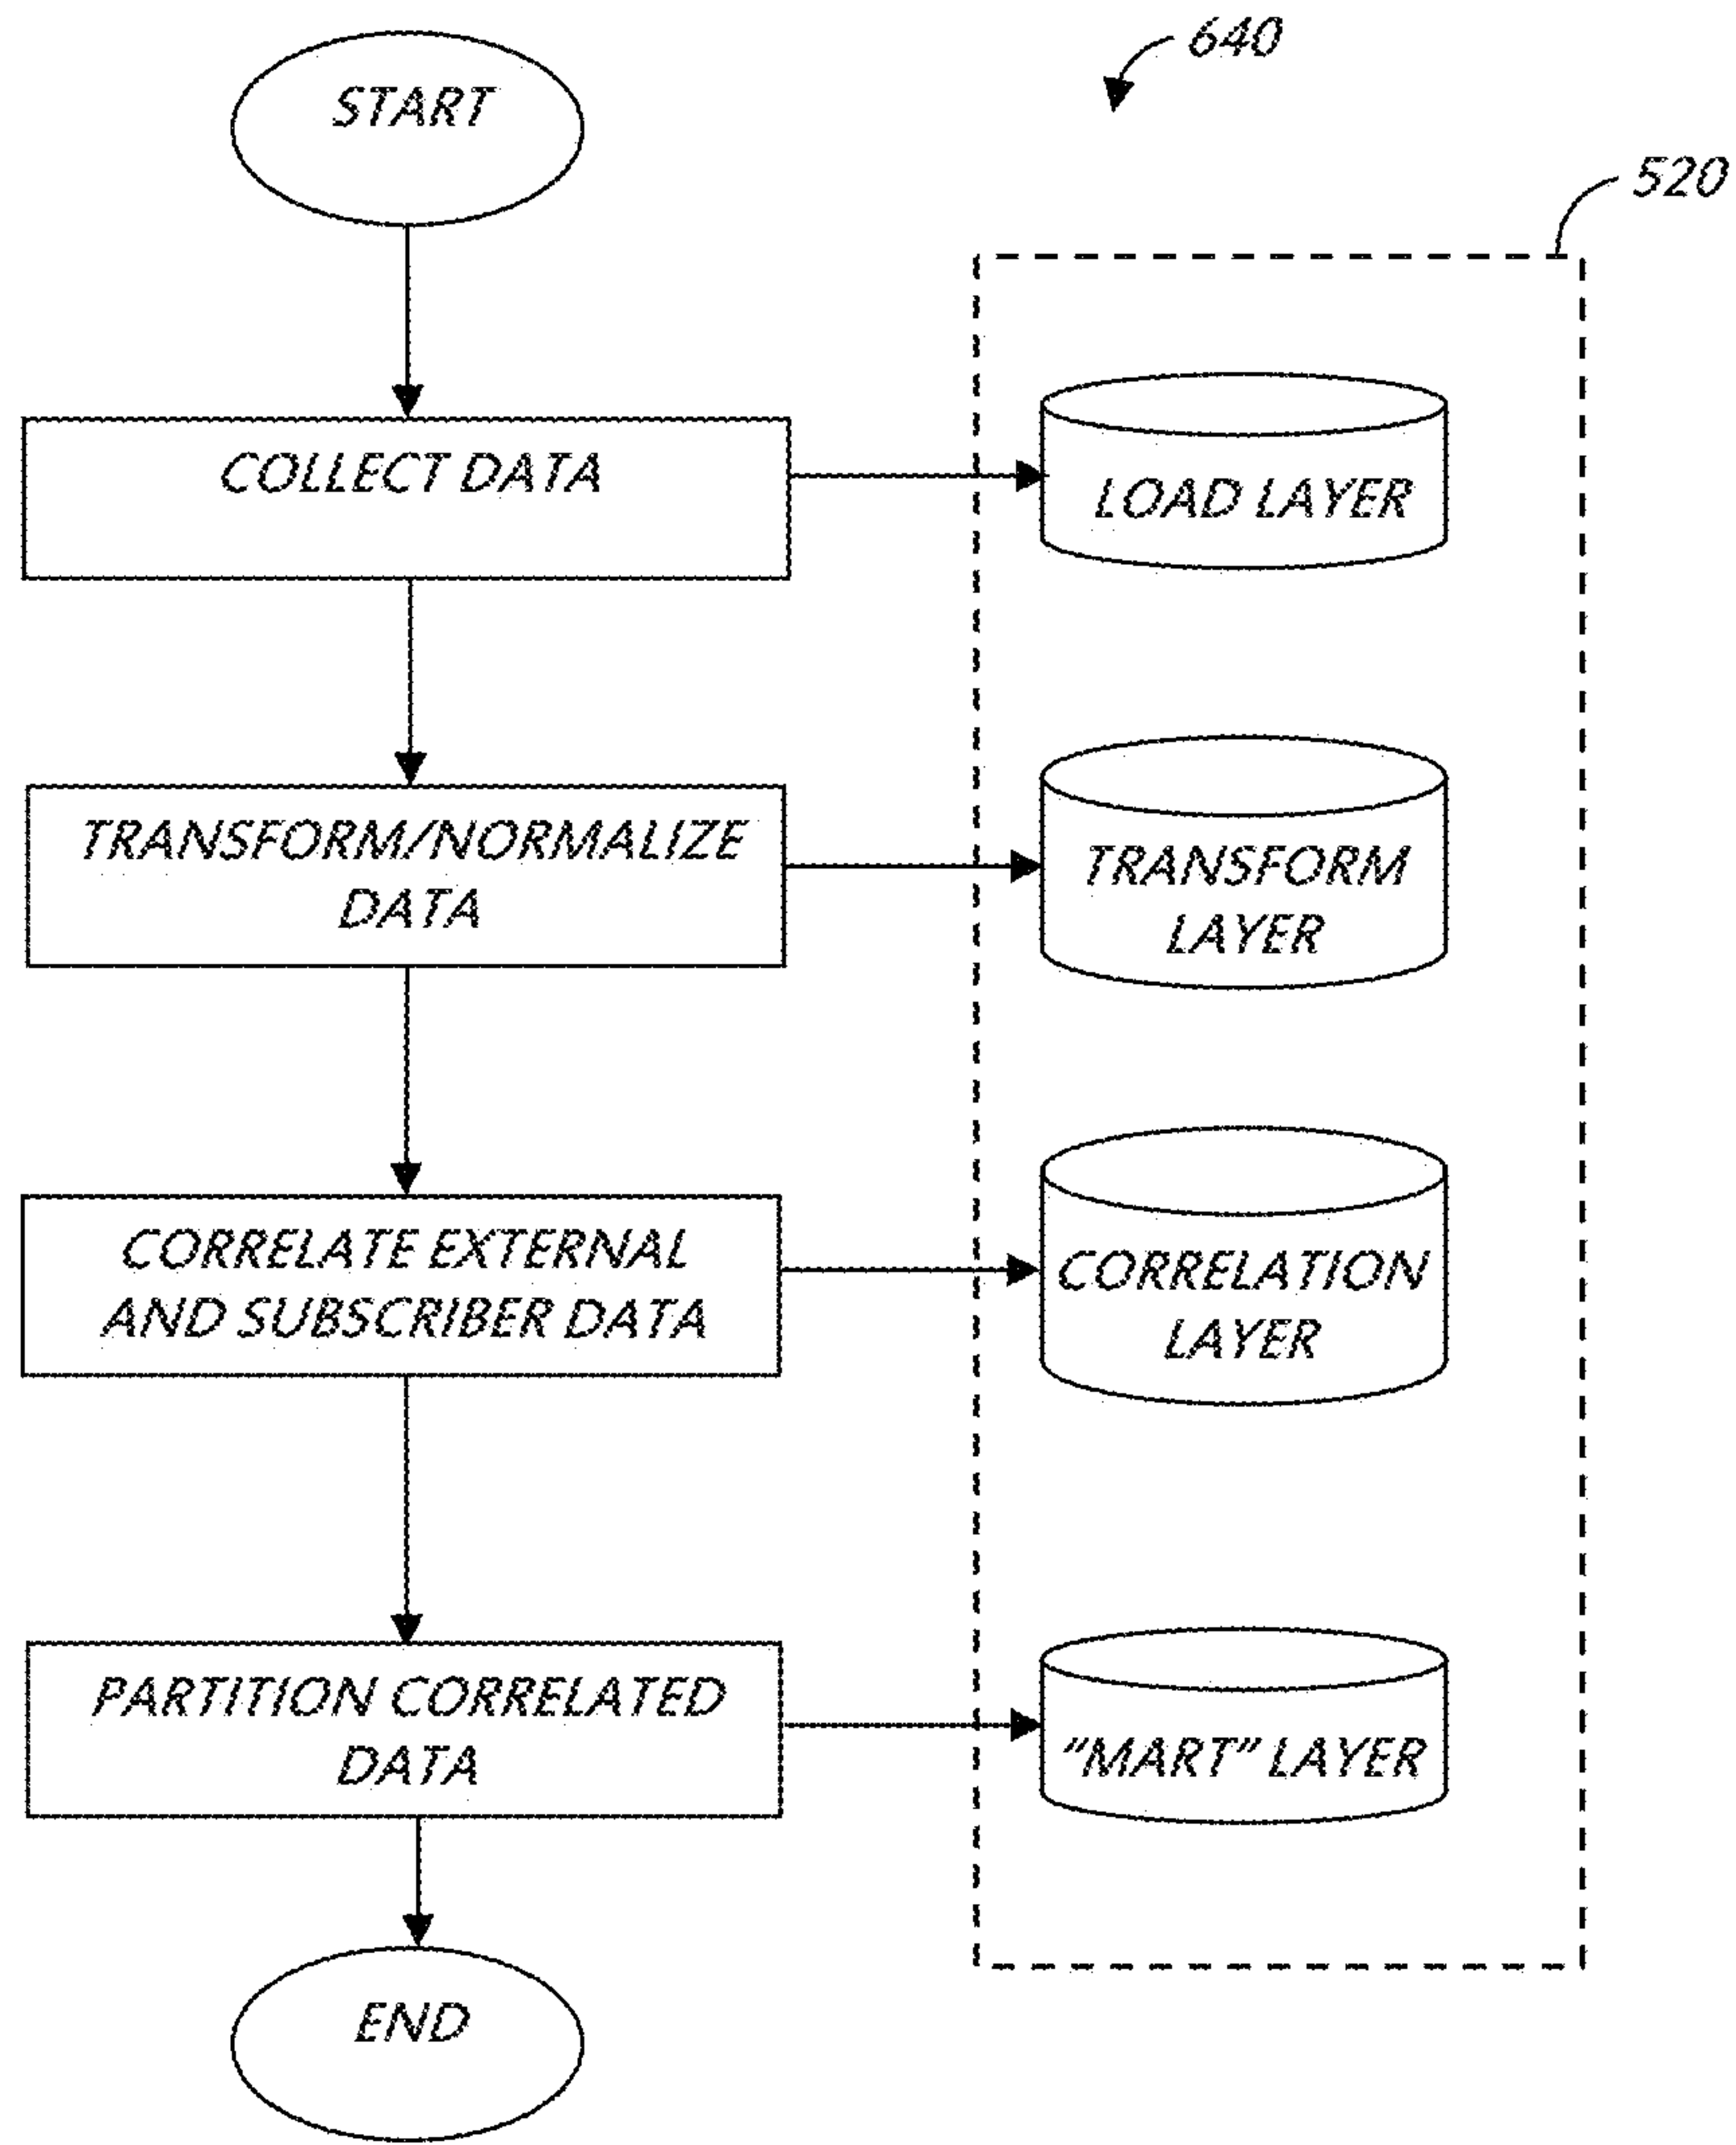 640
START
520
COLLECT DATA
LOAD LAYER
TRANSFORM/NORMALIZE
DATA
TRANSFORM
LAYER
CORRELATE EXTERNAL
AND SUBSCRIBER DATA
CORRELATION
LAYER
PARTITION CORRELATED
DATA
”MART” LAYER
END